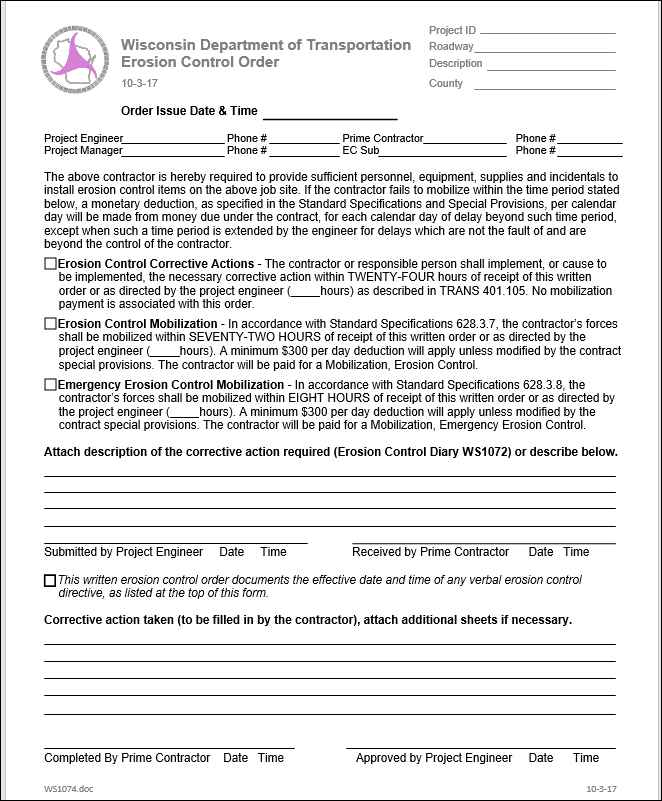 Project ID
Wisconsin Department of Transportation
Roadway
Erosion Control Order
Description
10-3-17
County
Order Issue Date & Time
Project Engineer Phone # Prime Contractor Phone #
Project Manager Phone # EC Sub Phone #
The above contractor is hereby required to provide sufficient personnel, equipment, supplies and incidentals to
install erosion control items on the above job site. If the contractor fails to mobilize within the time period stated
below, a monetary deduction, as specified in the Standard Specifications and Special Provisions, per calendar
day will be made from money due under the contract, for each calendar day of delay beyond such time period,
except when such a time period is extended by the engineer for delays which are not the fault of and are
beyond the control of the contractor.
Erosion Control Corrective Actions - The contractor or responsible person shall implement, or cause to
be implemented, the necessary corrective action within TWENTY-FOUR hours of receipt of this written
order or as directed by the project engineer (____hours) as described in TRANS 401.105. No mobilization
payment is associated with this order.
Erosion Control Mobilization - In accordance with Standard Specifications 628.3.7, the contractor's forces
shall be mobilized within SEVENTY-TWO HOURS of receipt of this written order or as directed by the
project engineer (____hours). A minimum $300 per day deduction will apply unless modified by the contract
special provisions. The contractor will be paid for a Mobilization, Erosion Control.
Emergency Erosion Control Mobilization - In accordance with Standard Specifications 628.3.8, the
contractor's forces shall be mobilized within EIGHT HOURS of receipt of this written order or as directed by
the project engineer (____hours). A minimum $300 per day deduction will apply unless modified by the
contract special provisions. The contractor will be paid for a Mobilization, Emergency Erosion Control.
Attach description of the corrective action required (Erosion Control Diary WS1072) or describe below.
Submitted by Project Engineer Date Time Received by Prime Contractor Date Time
This written erosion control order documents the effective date and time of any verbal erosion control
directive, as listed at the top of this form.
Corrective action taken (to be filled in by the contractor), attach additional sheets if necessary.
Completed By Prime Contractor Date Time Approved by Project Engineer Date Time
WS1074.doc 10-3-17